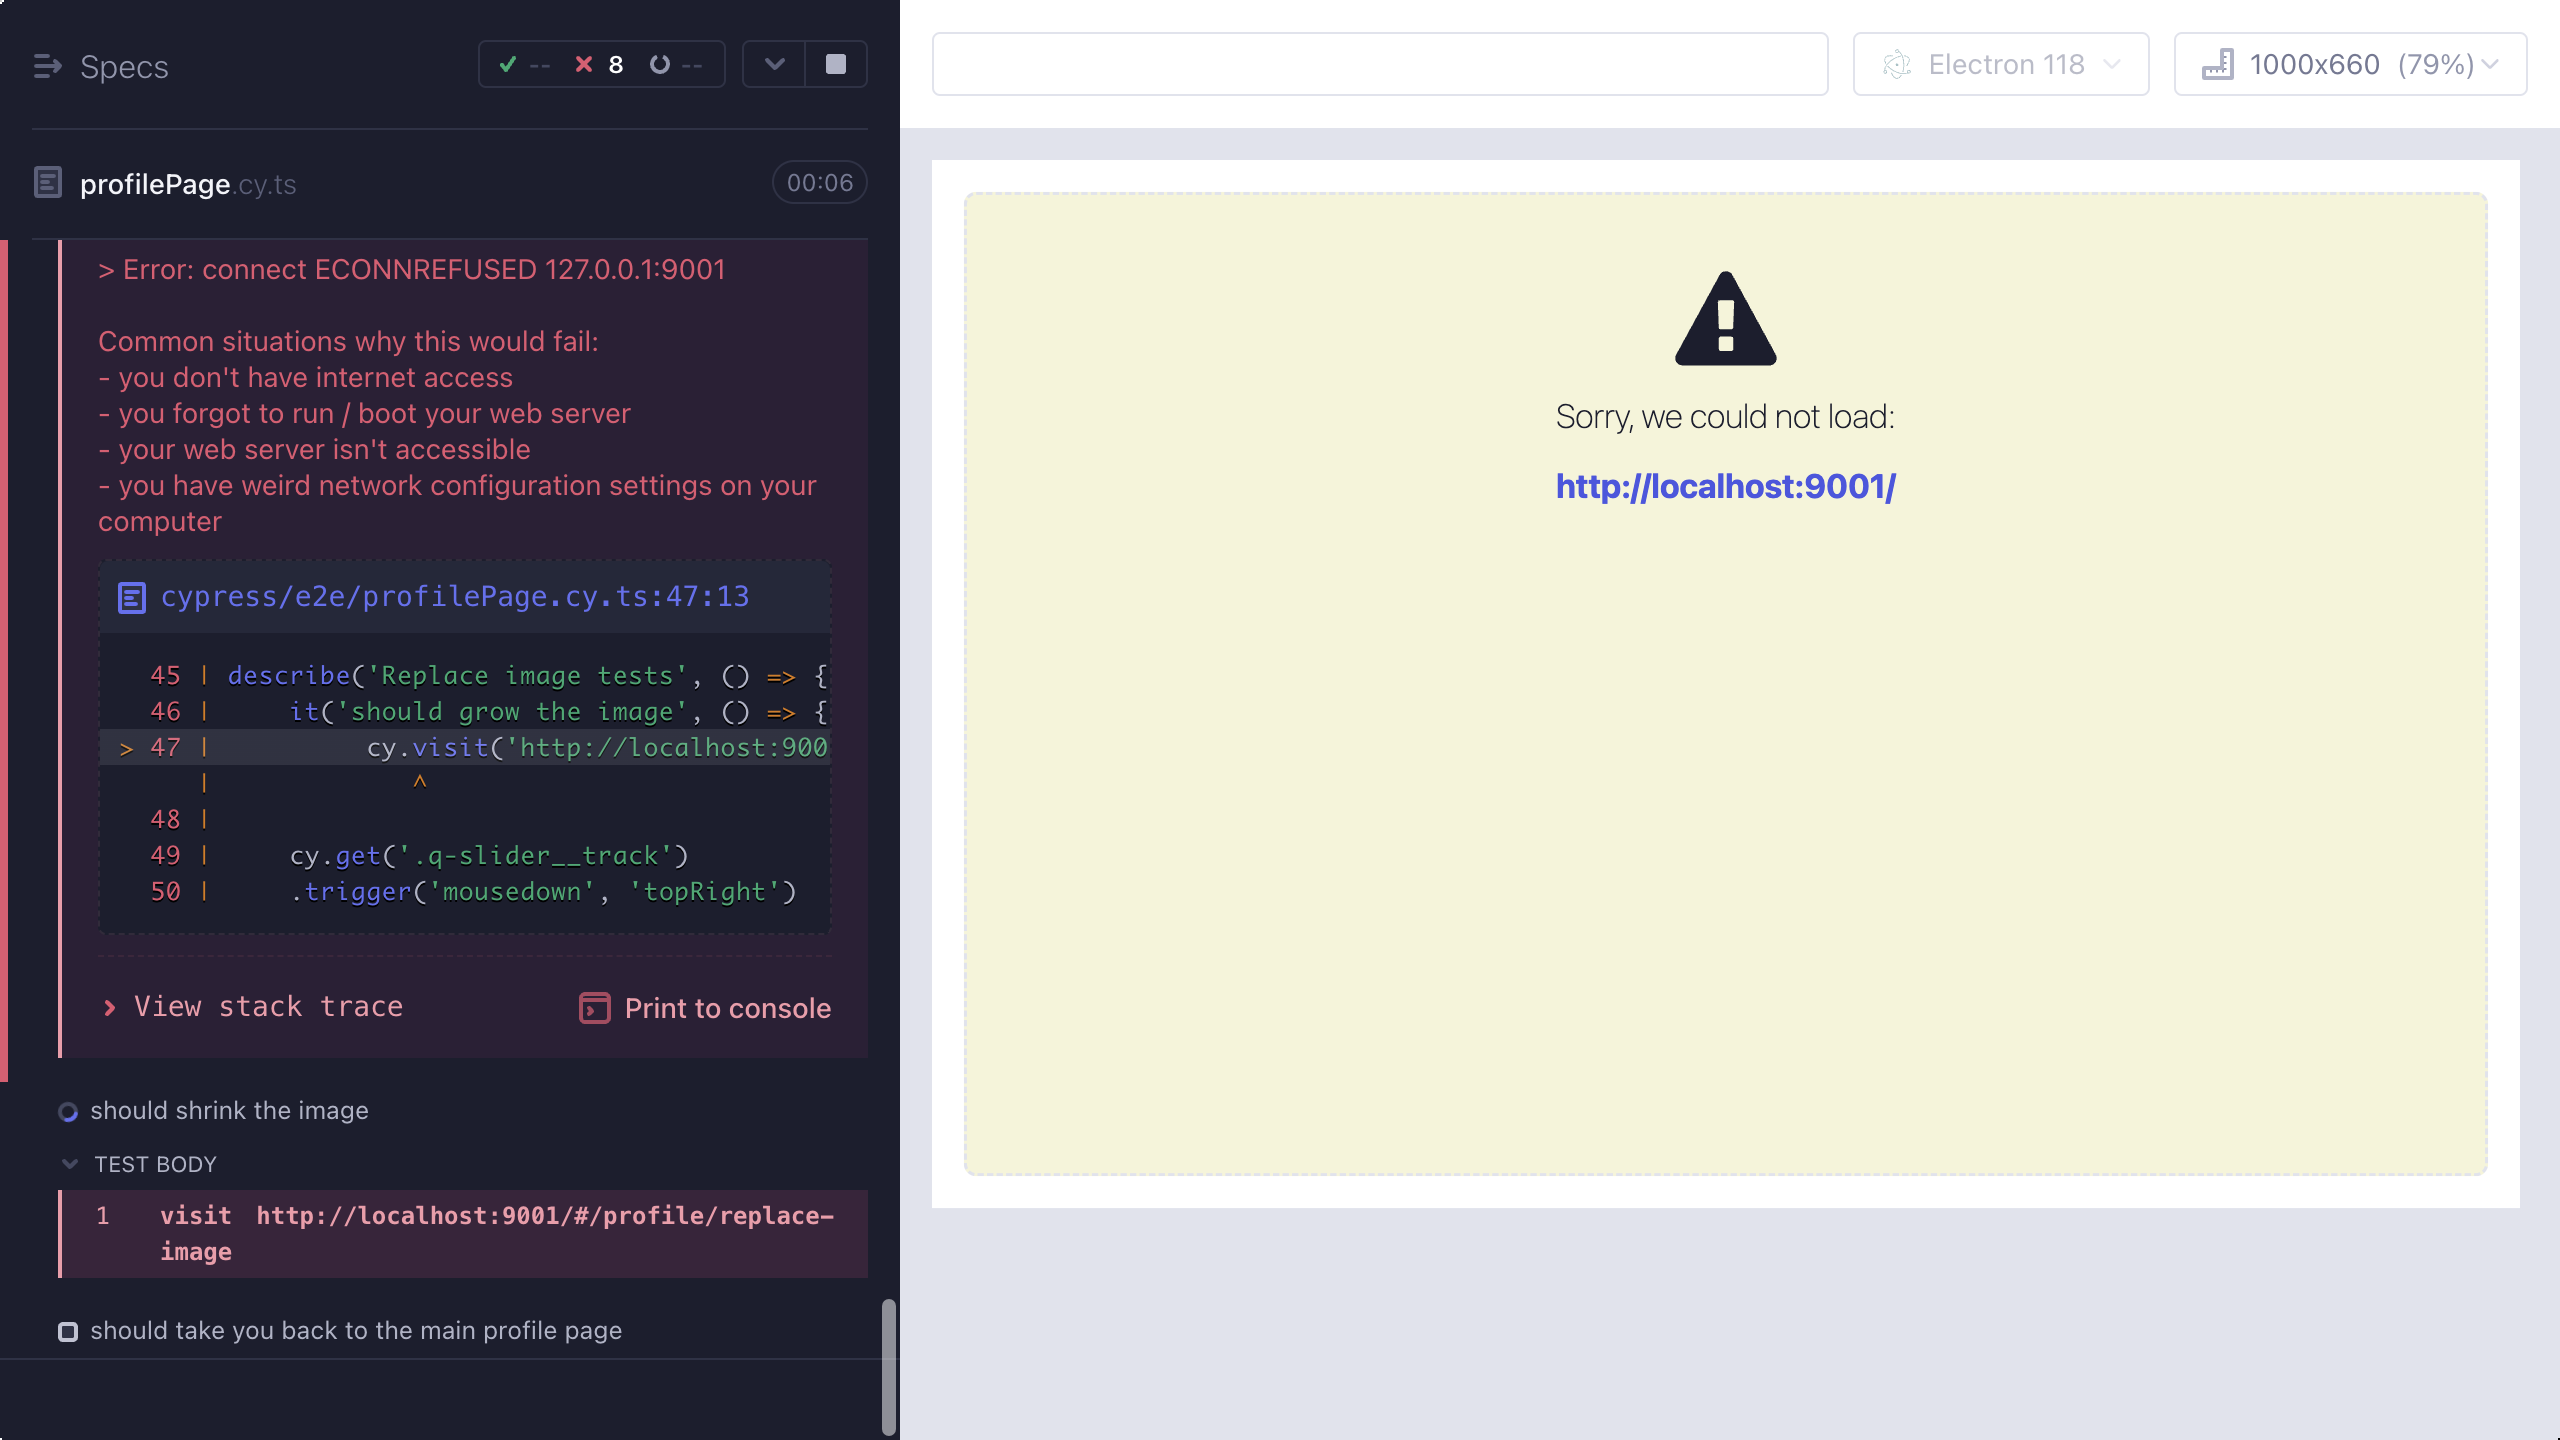 Specs
-- 8 --
profilePage.cy.ts
00:06
> Error: connect ECONNREFUSED 127.0.0.1:9001
Common situations why this would fail:
- you don't have internet access
- you forgot to run / boot your web server
- your web server isn't accessible
- you have weird network configuration settings on your
computer
cypress/e2e/profilePage.cy.ts:47:13
45 | describe('Replace image tests', () => {
46 | it('should grow the image', () => {
> 47 | cy.visit('http://localhost:900
| ^
48 |
49 | cy.get('.q-slider__track')
50 | .trigger('mousedown', 'topRight')
View stack trace
Print to console
should shrink the image
TEST BODY
1 visit http://localhost:9001/#/profile/replace-
image
should take you back to the main profile page
Electron 118
1000x660 (79%)
Sorry, we could not load:
http://localhost:9001/